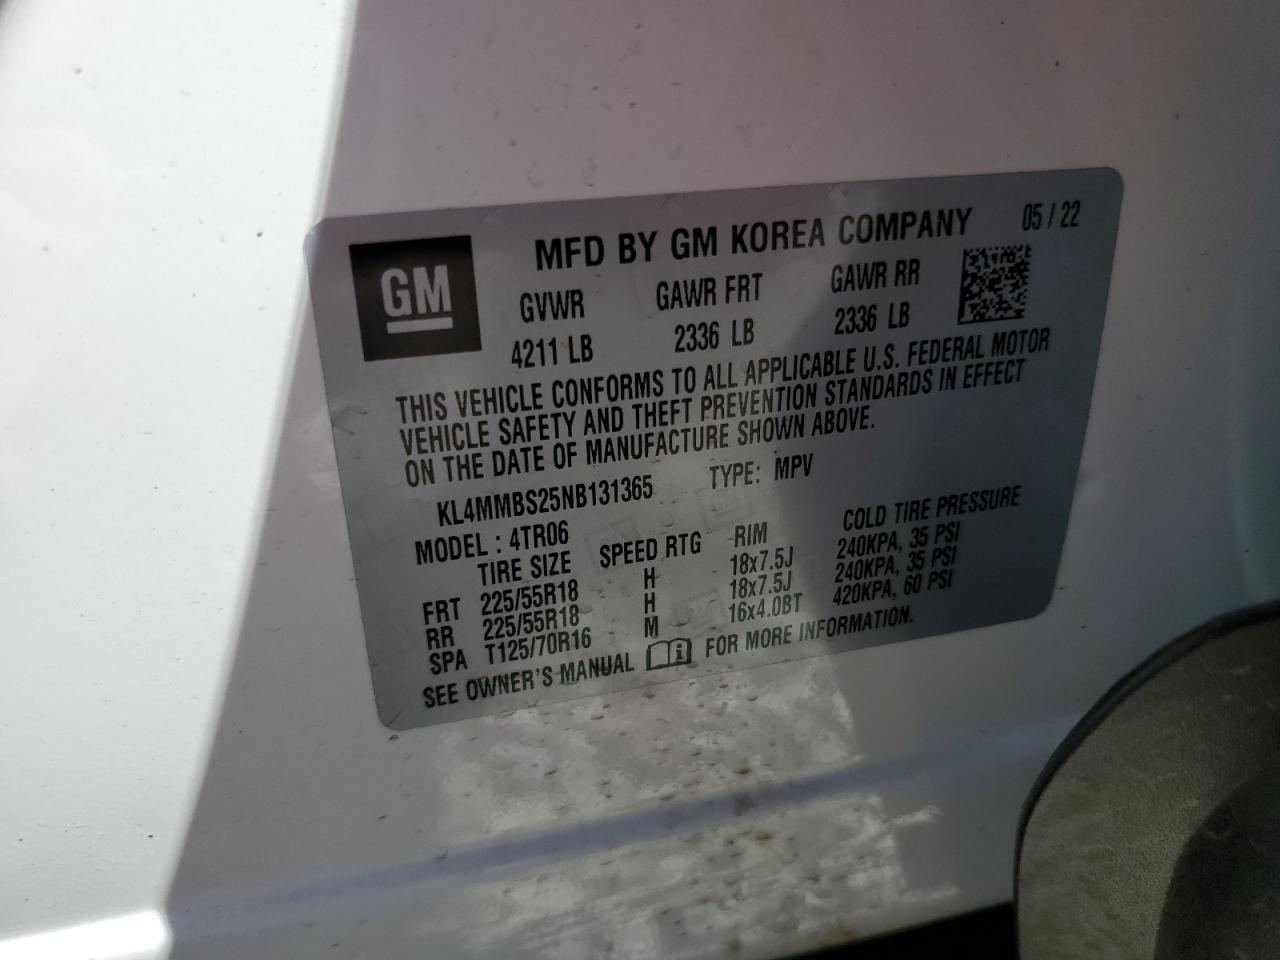 GM
MFD BY GM KOREA COMPANY 05 / 22
GVWR GAWR FRT GAWR RR
4211 LB 2336 LB 2336 LB
THIS VEHICLE CONFORMS TO ALL APPLICABLE U.S. FEDERAL MOTOR
VEHICLE SAFETY AND THEFT PREVENTION STANDARDS IN EFFECT
ON THE DATE OF MANUFACTURE SHOWN ABOVE.
KL4MMBS25NB131365 TYPE: MPV
MODEL : 4TR06
TIRE SIZE SPEED RTG RIM COLD TIRE PRESSURE
FRT 225/55R18 H 18x7.5J 240KPA, 35 PSI
RR 225/55R18 H 18x7.5J 240KPA, 35 PSI
SPA T125/70R16 M 16x4.0BT 420KPA, 60 PSI
SEE OWNER'S MANUAL i FOR MORE INFORMATION.